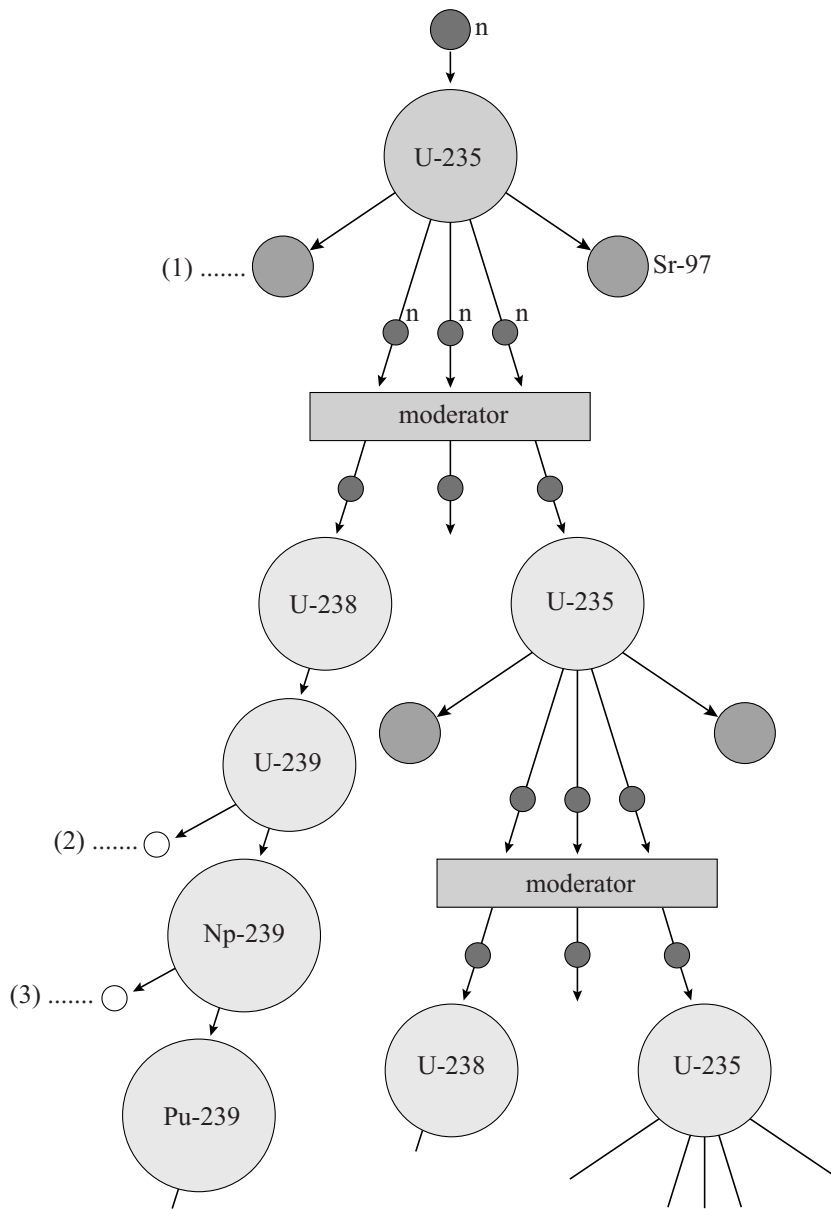 n
U-235
(1) .......
Sr-97
n n n
moderator
U-238
U-235
U-239
(2) .......
moderator
Np-239
(3) .......
U-238
U-235
Pu-239